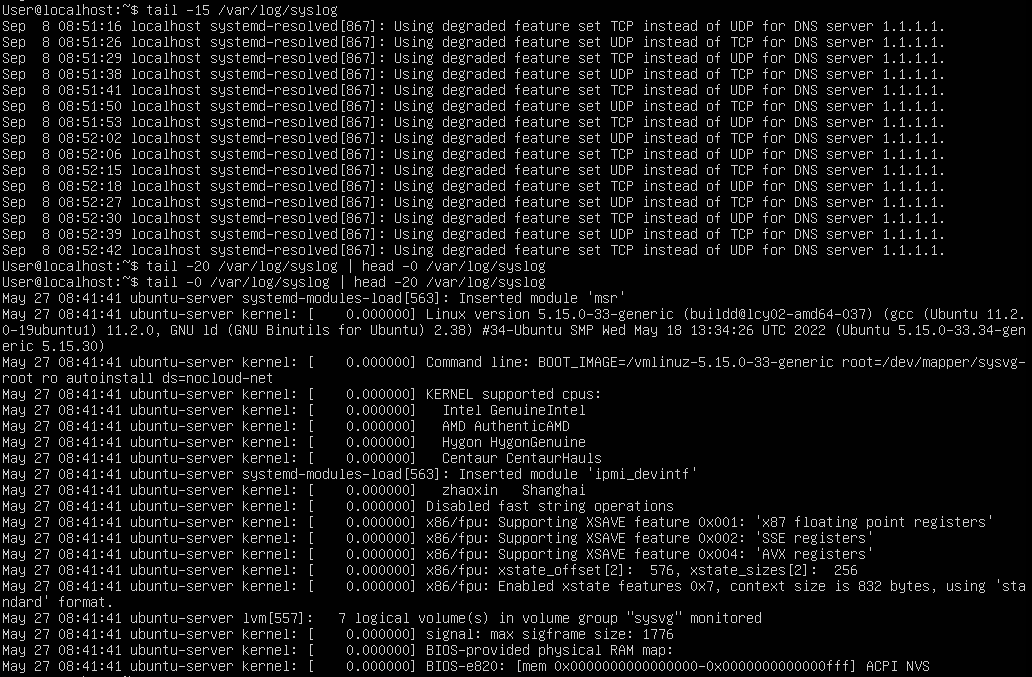 User@localhost:~$ tail -15 /var/log/syslog
Sep  8 08:51:16 localhost systemd-resolved[867]: Using degraded feature set TCP instead of UDP for DNS server 1.1.1.1.
Sep  8 08:51:26 localhost systemd-resolved[867]: Using degraded feature set UDP instead of TCP for DNS server 1.1.1.1.
Sep  8 08:51:29 localhost systemd-resolved[867]: Using degraded feature set TCP instead of UDP for DNS server 1.1.1.1.
Sep  8 08:51:38 localhost systemd-resolved[867]: Using degraded feature set UDP instead of TCP for DNS server 1.1.1.1.
Sep  8 08:51:41 localhost systemd-resolved[867]: Using degraded feature set TCP instead of UDP for DNS server 1.1.1.1.
Sep  8 08:51:50 localhost systemd-resolved[867]: Using degraded feature set UDP instead of TCP for DNS server 1.1.1.1.
Sep  8 08:51:53 localhost systemd-resolved[867]: Using degraded feature set TCP instead of UDP for DNS server 1.1.1.1.
Sep  8 08:52:02 localhost systemd-resolved[867]: Using degraded feature set UDP instead of TCP for DNS server 1.1.1.1.
Sep  8 08:52:06 localhost systemd-resolved[867]: Using degraded feature set TCP instead of UDP for DNS server 1.1.1.1.
Sep  8 08:52:15 localhost systemd-resolved[867]: Using degraded feature set UDP instead of TCP for DNS server 1.1.1.1.
Sep  8 08:52:18 localhost systemd-resolved[867]: Using degraded feature set TCP instead of UDP for DNS server 1.1.1.1.
Sep  8 08:52:27 localhost systemd-resolved[867]: Using degraded feature set UDP instead of TCP for DNS server 1.1.1.1.
Sep  8 08:52:30 localhost systemd-resolved[867]: Using degraded feature set TCP instead of UDP for DNS server 1.1.1.1.
Sep  8 08:52:39 localhost systemd-resolved[867]: Using degraded feature set UDP instead of TCP for DNS server 1.1.1.1.
Sep  8 08:52:42 localhost systemd-resolved[867]: Using degraded feature set TCP instead of UDP for DNS server 1.1.1.1.
User@localhost:~$ tail -20 /var/log/syslog | head -0 /var/log/syslog
User@localhost:~$ tail -0 /var/log/syslog | head -20 /var/log/syslog
May 27 08:41:41 ubuntu-server systemd-modules-load[563]: Inserted module 'msr'
May 27 08:41:41 ubuntu-server kernel: [    0.000000] Linux version 5.15.0-33-generic (buildd@lcy02-amd64-037) (gcc (Ubuntu 11.2.
0-19ubuntu1) 11.2.0, GNU ld (GNU Binutils for Ubuntu) 2.38) #34-Ubuntu SMP Wed May 18 13:34:26 UTC 2022 (Ubuntu 5.15.0-33.34-gen
eric 5.15.30)
May 27 08:41:41 ubuntu-server kernel: [    0.000000] Command line: BOOT_IMAGE=/vmlinuz-5.15.0-33-generic root=/dev/mapper/sysvg-
root ro autoinstall ds=nocloud-net
May 27 08:41:41 ubuntu-server kernel: [    0.000000] KERNEL supported cpus:
May 27 08:41:41 ubuntu-server kernel: [    0.000000]   Intel GenuineIntel
May 27 08:41:41 ubuntu-server kernel: [    0.000000]   AMD AuthenticAMD
May 27 08:41:41 ubuntu-server kernel: [    0.000000]   Hygon HygonGenuine
May 27 08:41:41 ubuntu-server kernel: [    0.000000]   Centaur CentaurHauls
May 27 08:41:41 ubuntu-server systemd-modules-load[563]: Inserted module 'ipmi_devintf'
May 27 08:41:41 ubuntu-server kernel: [    0.000000]   zhaoxin   Shanghai
May 27 08:41:41 ubuntu-server kernel: [    0.000000] Disabled fast string operations
May 27 08:41:41 ubuntu-server kernel: [    0.000000] x86/fpu: Supporting XSAVE feature 0x001: 'x87 floating point registers'
May 27 08:41:41 ubuntu-server kernel: [    0.000000] x86/fpu: Supporting XSAVE feature 0x002: 'SSE registers'
May 27 08:41:41 ubuntu-server kernel: [    0.000000] x86/fpu: Supporting XSAVE feature 0x004: 'AVX registers'
May 27 08:41:41 ubuntu-server kernel: [    0.000000] x86/fpu: xstate_offset[2]:  576, xstate_sizes[2]:  256
May 27 08:41:41 ubuntu-server kernel: [    0.000000] x86/fpu: Enabled xstate features 0x7, context size is 832 bytes, using 'sta
ndard' format.
May 27 08:41:41 ubuntu-server lvm[557]:   7 logical volume(s) in volume group "sysvg" monitored
May 27 08:41:41 ubuntu-server kernel: [    0.000000] signal: max sigframe size: 1776
May 27 08:41:41 ubuntu-server kernel: [    0.000000] BIOS-provided physical RAM map:
May 27 08:41:41 ubuntu-server kernel: [    0.000000] BIOS-e820: [mem 0x0000000000000000-0x0000000000000fff] ACPI NVS